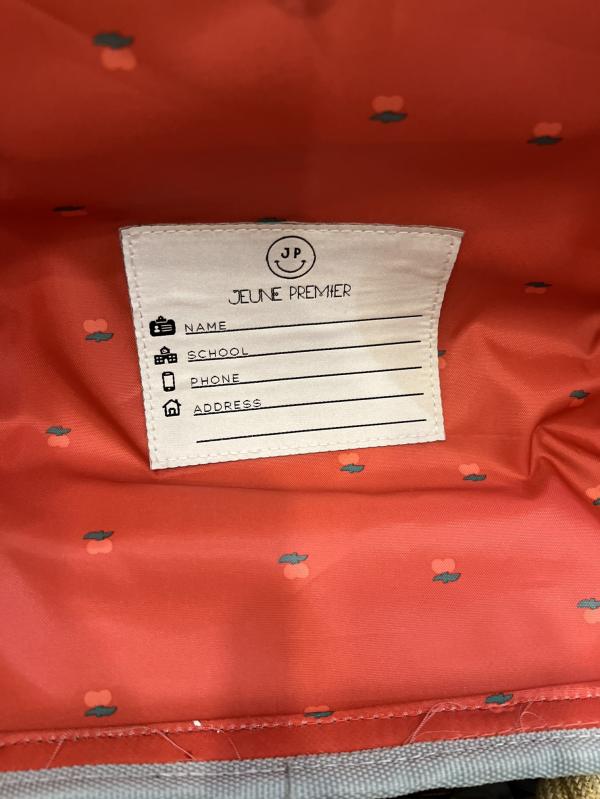 JP
JEUNE PREMIER
NAME
SCHOOL
PHONE
ADDRESS